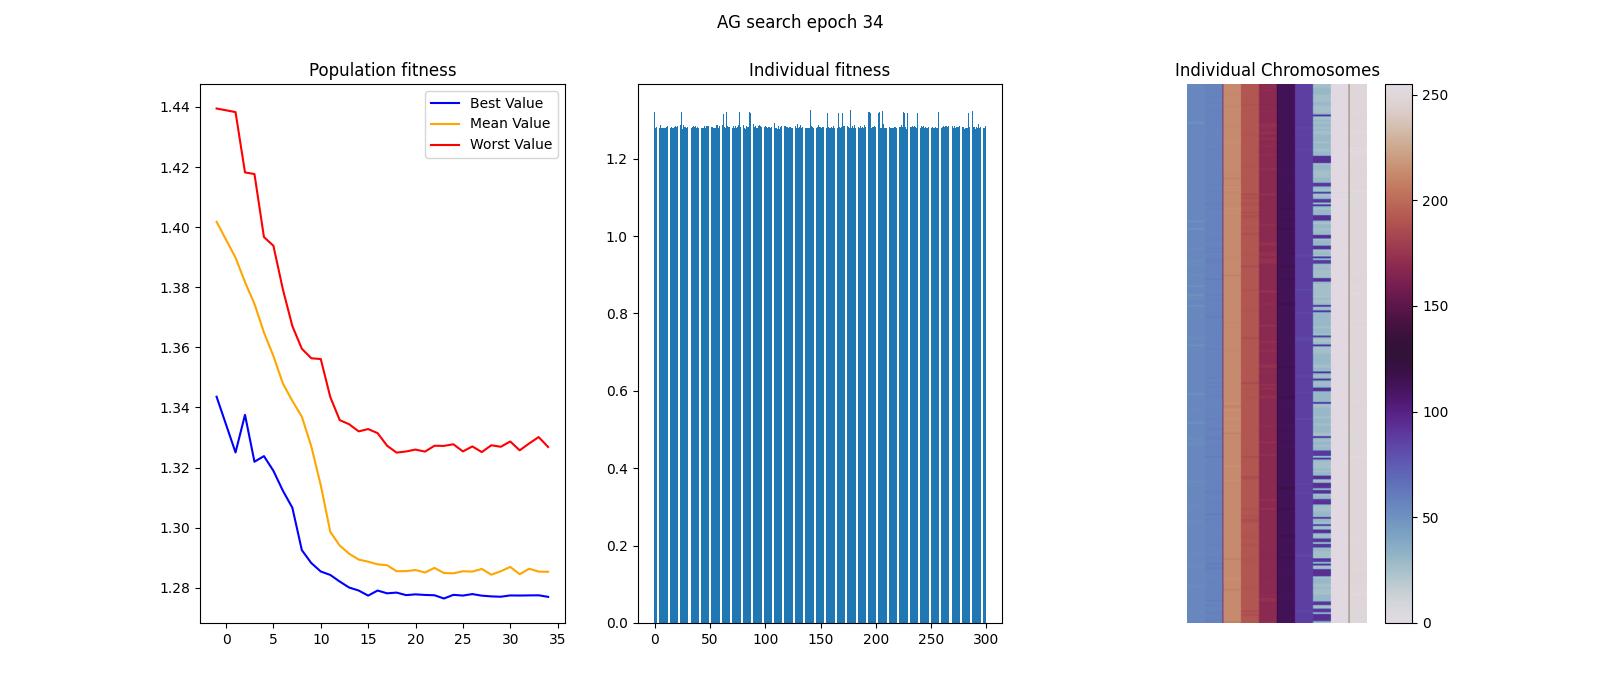 AG search epoch 34
Population fitness
Best Value
Mean Value
Worst Value
1.44
1.42
1.40
1.38
1.36
1.34
1.32
1.30
1.28
0 5 10 15 20 25 30 35
Individual fitness
1.2
1.0
0.8
0.6
0.4
0.2
0.0
0 50 100 150 200 250 300
Individual Chromosomes
250
200
150
100
50
0